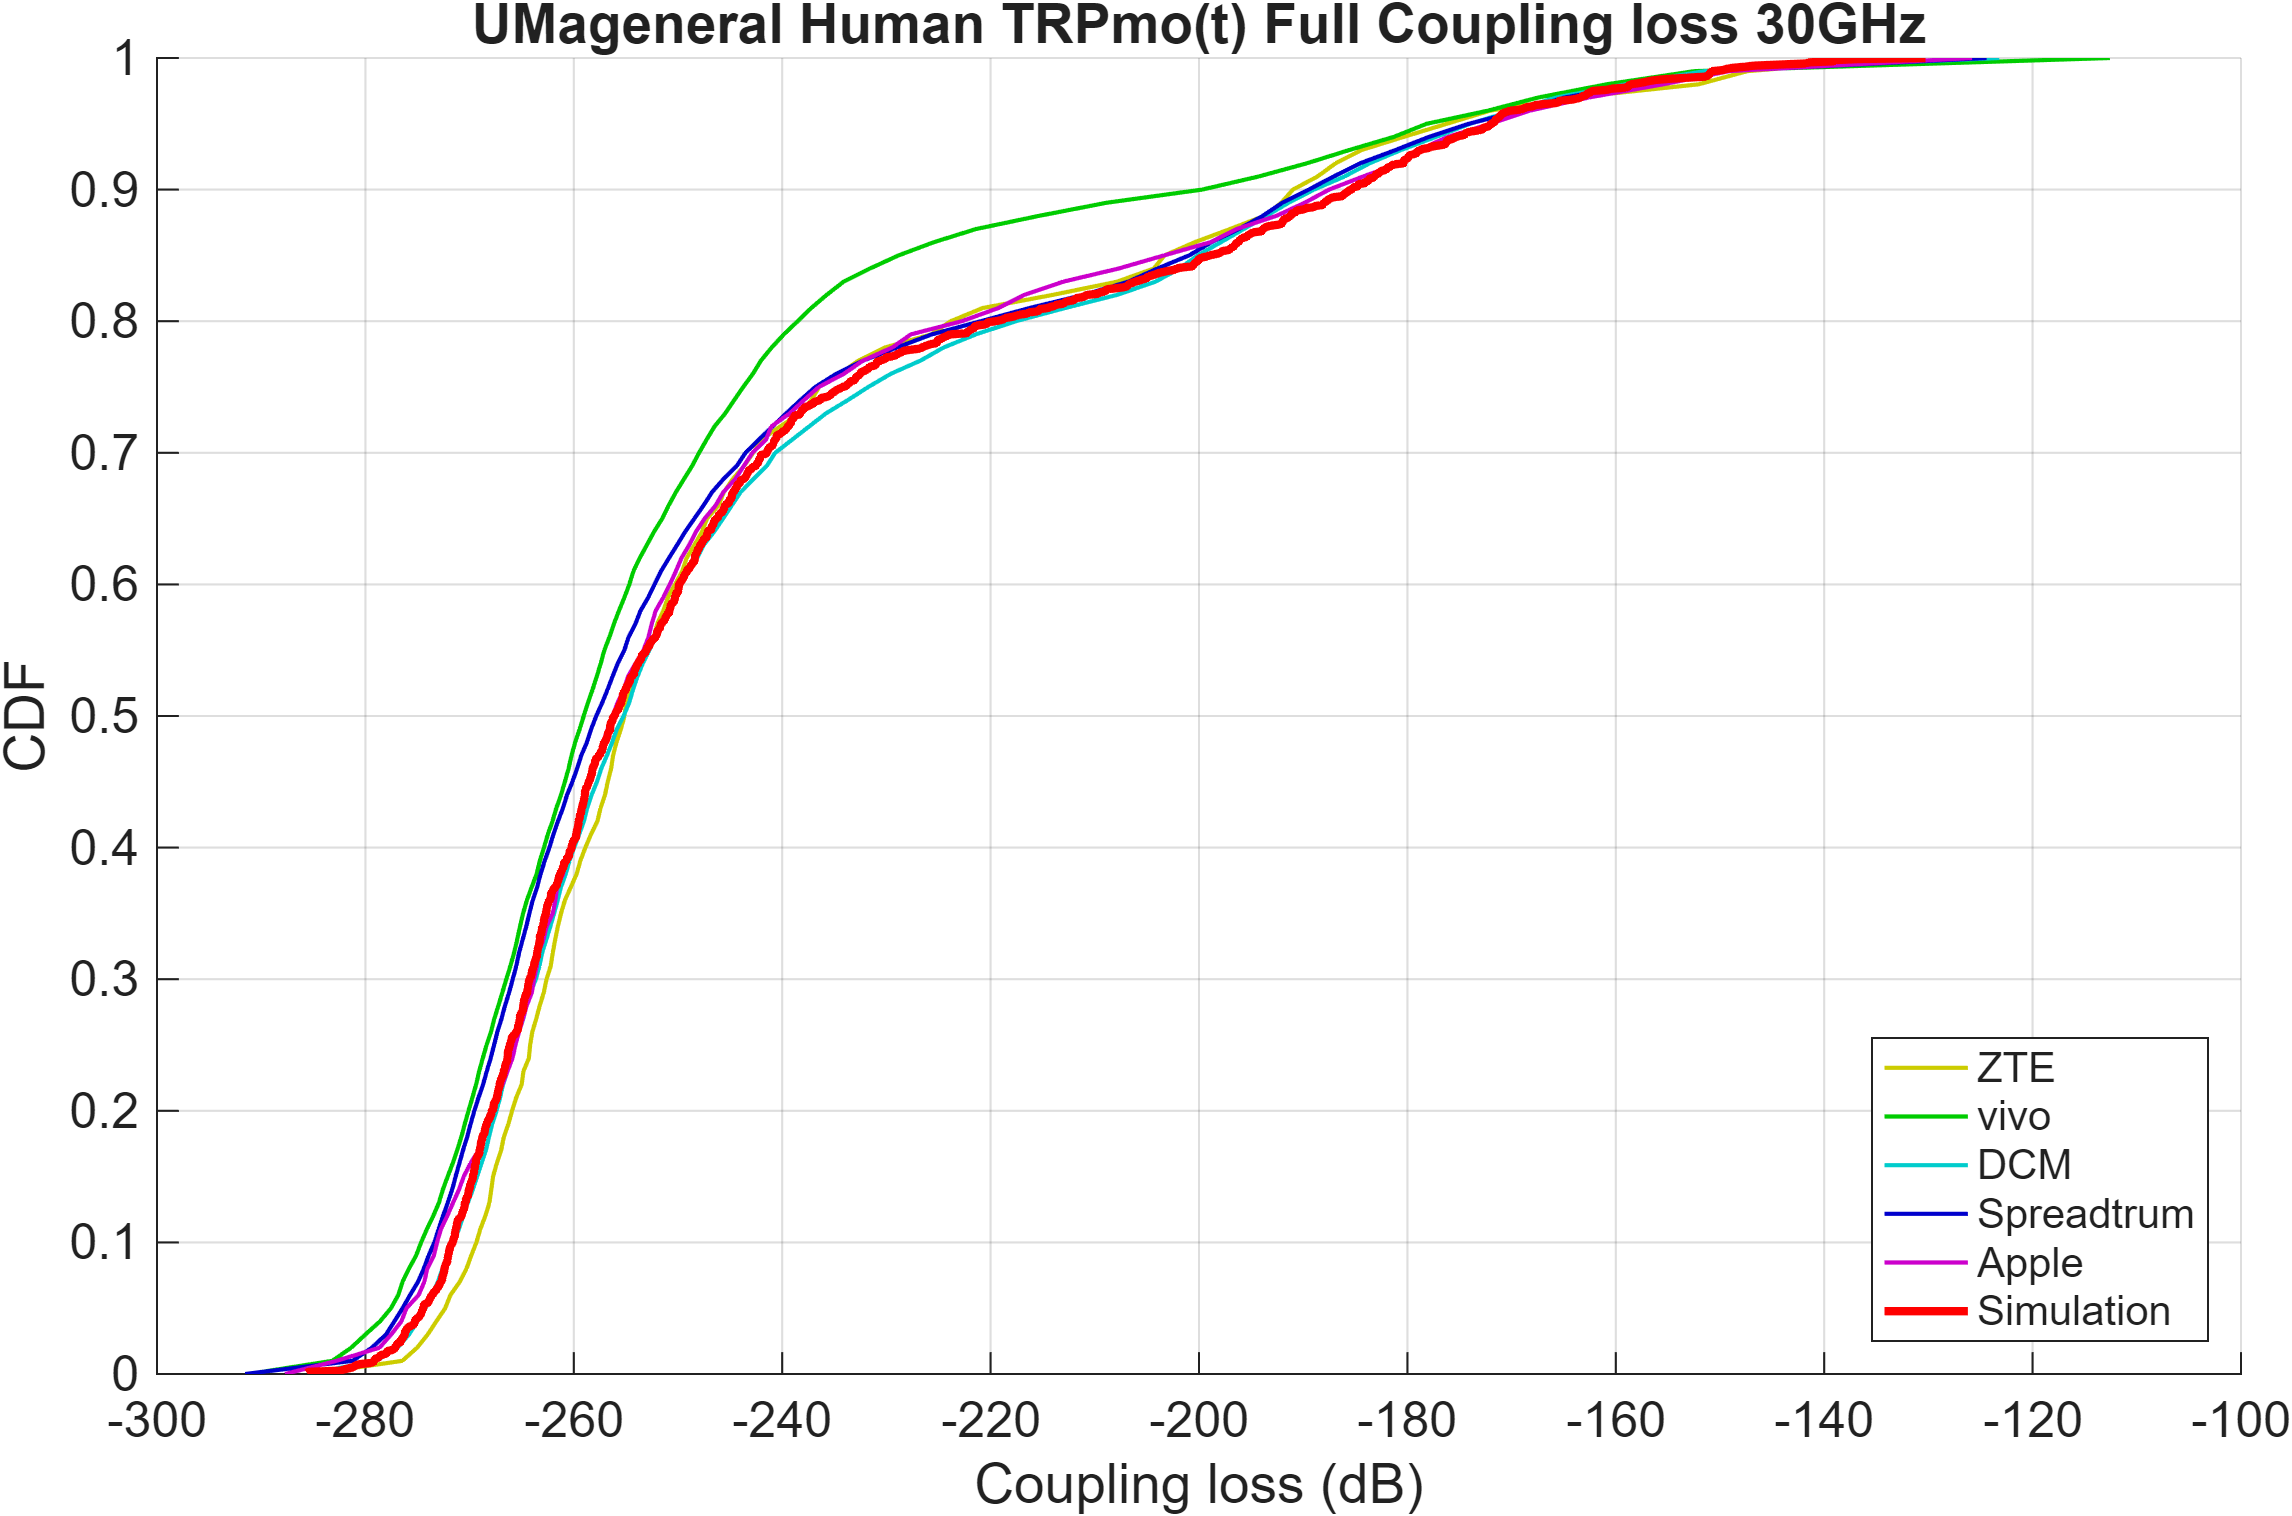 UMageneral Human TRPmo(t) Full Coupling loss 30GHz
1
0.9
0.8
0.7
0.6
0.5
0.4
0.3
0.2
0.1
0
CDF
-300 -280 -260 -240 -220 -200 -180 -160 -140 -120 -100
Coupling loss (dB)
ZTE
vivo
DCM
Spreadtrum
Apple
Simulation